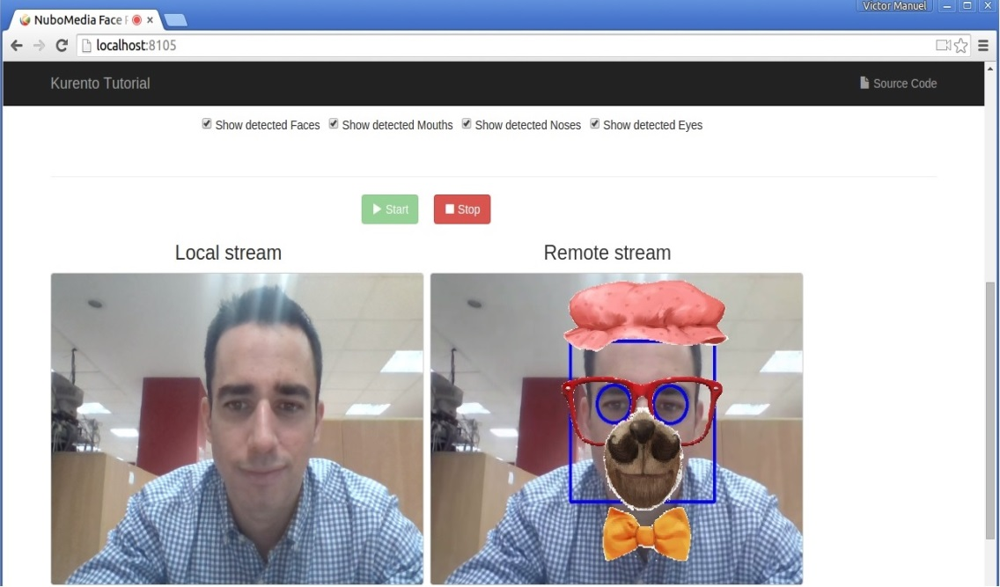 Victor Manuel
NuboMedia Face
localhost:8105
Kurento Tutorial
Source Code
Show detected Faces Show detected Mouths Show detected Noses Show detected Eyes
Start Stop
Local stream Remote stream